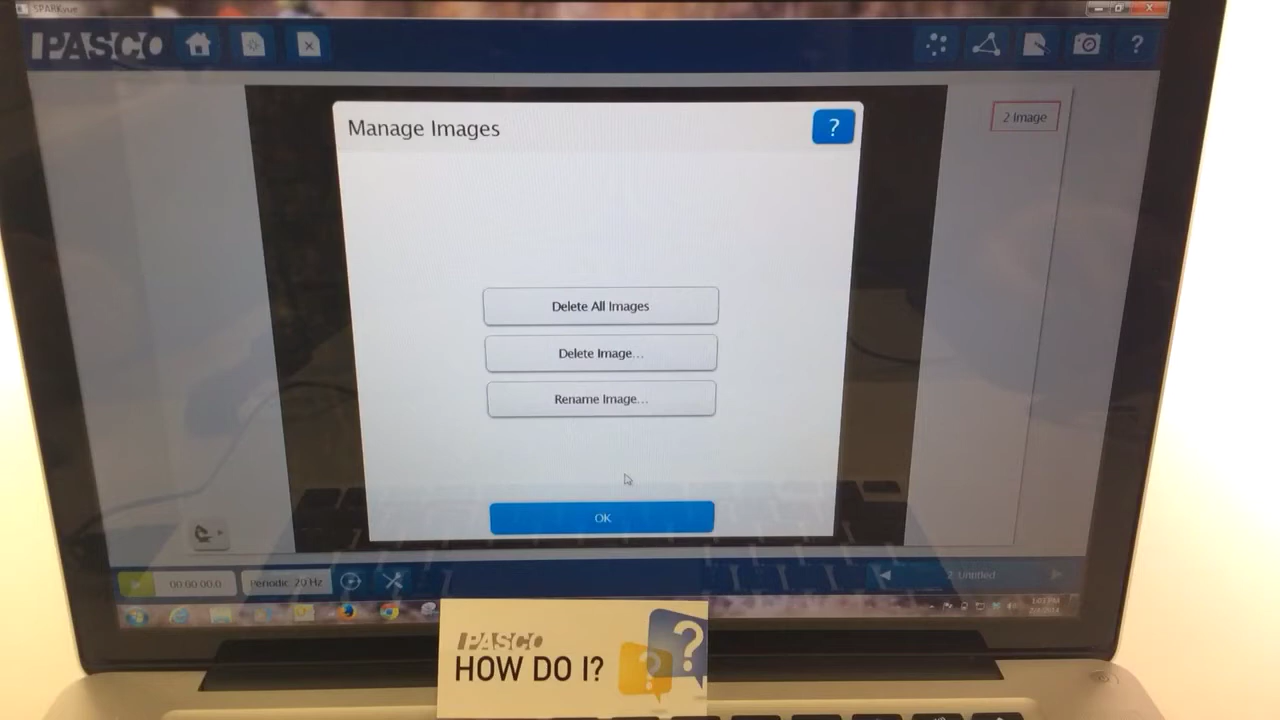 SPARKvue
PASCO
?
2 Image
Manage Images
?
Delete All Images
Delete Image...
Rename Image...
OK
00:00:00.0
Periodic: 20 Hz
2 Untitled
PASCO
HOW DO I?